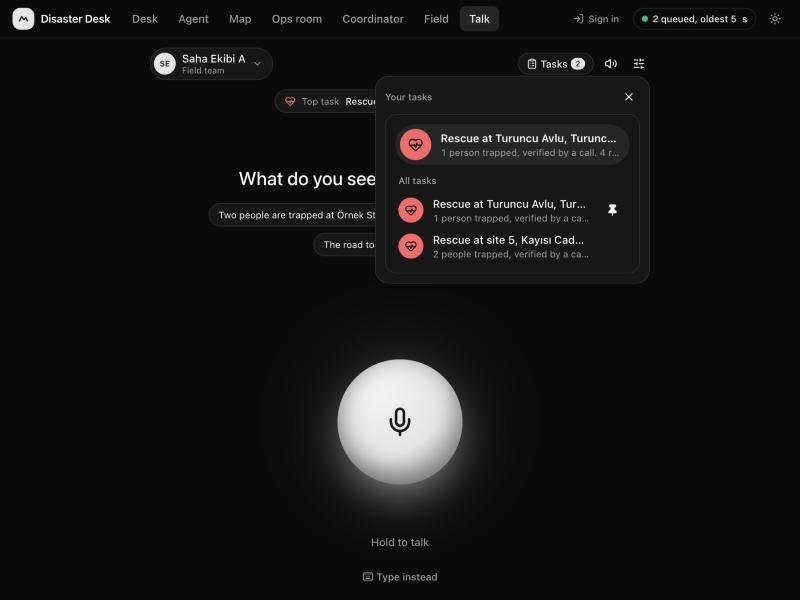 Disaster Desk Desk Agent Map Ops room Coordinator Field Talk Sign in 2 queued, oldest 5 s
SE Saha Ekibi A
Field team
Tasks 2
Top task Rescue
Your tasks
Rescue at Turuncu Avlu, Turunc...
1 person trapped, verified by a call. 4 r...
All tasks
Rescue at Turuncu Avlu, Tur...
1 person trapped, verified by a ca...
Rescue at site 5, Kayısı Cad...
2 people trapped, verified by a ca...
What do you see
Two people are trapped at Örnek St
The road to
Hold to talk
Type instead